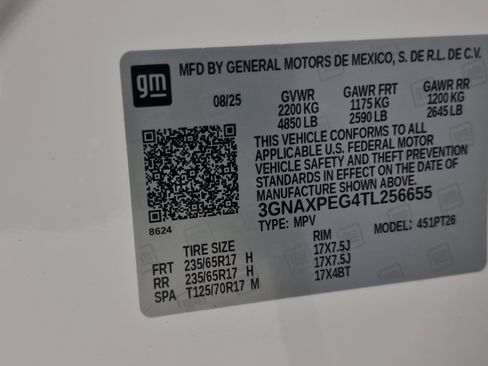 gm
MFD BY GENERAL MOTORS DE MEXICO, S. DE R.L. DE C.V.
08/25 GVWR GAWR FRT GAWR RR
2200 KG 1175 KG 1200 KG
4850 LB 2590 LB 2645 LB
THIS VEHICLE CONFORMS TO ALL
APPLICABLE U.S. FEDERAL MOTOR
VEHICLE SAFETY AND THEFT PREVENTION
STANDARDS IN EFFECT ON THE DATE OF
MANUFACTURE SHOWN ABOVE.
3GNAXPEG4TL256655
8624 TYPE: MPV MODEL: 451PT26
TIRE SIZE RIM
FRT 235/65R17 H 17X7.5J
RR 235/65R17 H 17X7.5J
SPA T125/70R17 M 17X4BT